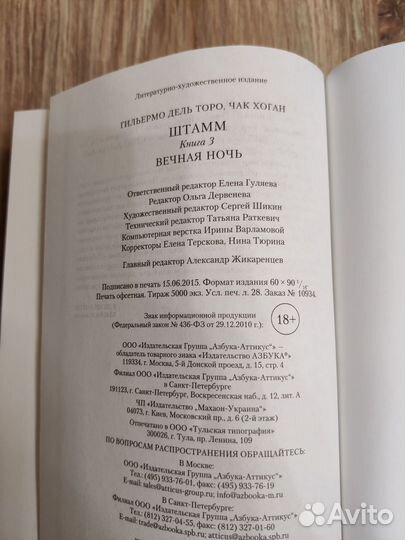 Литературно-художественное издание
ГИЛЬЕРМО ДЕЛЬ ТОРО, ЧАК ХОГАН
ШТАММ
Книга 3
ВЕЧНАЯ НОЧЬ
Ответственный редактор Елена Гуляева
Редактор Ольга Дервенева
Художественный редактор Сергей Шикин
Технический редактор Татьяна Раткевич
Компьютерная верстка Ирины Варламовой
Корректоры Елена Терскова, Нина Тюрина
Главный редактор Александр Жикаренцев
Подписано в печать 15.06.2015. Формат издания 60 × 90 1/16.
Печать офсетная. Тираж 5000 экз. Усл. печ. л. 28. Заказ № 10934.
Знак информационной продукции
(Федеральный закон № 436-ФЗ от 29.12.2010 г.):
18+
ООО «Издательская Группа „Азбука-Аттикус“» –
обладатель товарного знака «Издательство АЗБУКА®»
119334, г. Москва, 5-й Донской проезд, д. 15, стр. 4
Филиал ООО «Издательская Группа „Азбука-Аттикус“»
в Санкт-Петербурге
191123, г. Санкт-Петербург, Воскресенская наб., д. 12, лит. А
ЧП «Издательство „Махаон-Украина“»
04073, г. Киев, Московский пр., д. 6 (2-й этаж)
Отпечатано в ООО «Тульская типография»
300026, г. Тула, пр. Ленина, 109
ПО ВОПРОСАМ РАСПРОСТРАНЕНИЯ ОБРАЩАЙТЕСЬ:
В Москве:
ООО «Издательская Группа „Азбука-Аттикус“»
Тел.: (495) 933-76-01, факс: (495) 933-76-19
E-mail: sales@atticus-group.ru; info@azbooka-m.ru
В Санкт-Петербурге:
Филиал ООО «Издательская Группа „Азбука-Аттикус“»
Тел.: (812) 327-04-55, факс: (812) 327-01-60
E-mail: trade@azbooka.spb.ru; atticus@azbooka.spb.ru
Avito